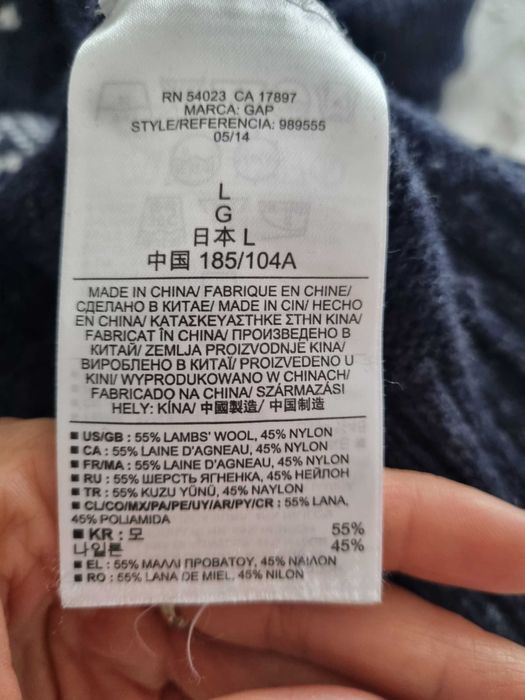 RN 54023 CA 17897
MARCA: GAP
STYLE/REFERENCIA: 989555
05/14
L
G
日本 L
中国 185/104A
MADE IN CHINA/ FABRIQUE EN CHINE/
СДЕЛАНО В КИТАЕ/ MADE IN CIN/ HECHO
EN CHINA/ ΚΑΤΑΣΚΕΥΑΣΤΗΚΕ ΣΤΗΝ ΚΙΝΑ/
FABRICAT ÎN CHINA/ ПРОИЗВЕДЕНО В
КИТАЙ/ ZEMLJA PROIZVODNJE KINA/
ВИРОБЛЕНО В КИТАЇ/ PROIZVEDENO U
KINI/ WYPRODUKOWANO W CHINACH/
FABRICADO NA CHINA/ SZÁRMAZÁSI
HELY: KÍNA/ 中國製造/ 中国制造
■ US/GB : 55% LAMBS' WOOL, 45% NYLON
■ CA : 55% LAINE D'AGNEAU, 45% NYLON
■ FR/MA : 55% LAINE D'AGNEAU, 45% NYLON
■ RU : 55% ШЕРСТЬ ЯГНЕНКА, 45% НЕЙЛОН
■ TR : 55% KUZU YÜNÜ, 45% NAYLON
■ CL/CO/MX/PA/PE/UY/AR/PY/CR : 55% LANA,
45% POLIAMIDA
■ KR : 모 55%
나일론 45%
■ EL : 55% ΜΑΛΛΙ ΠΡΟΒΑΤΟΥ, 45% ΝΑΙΛΟΝ
■ RO : 55% LANA DE MIEL, 45% NILON